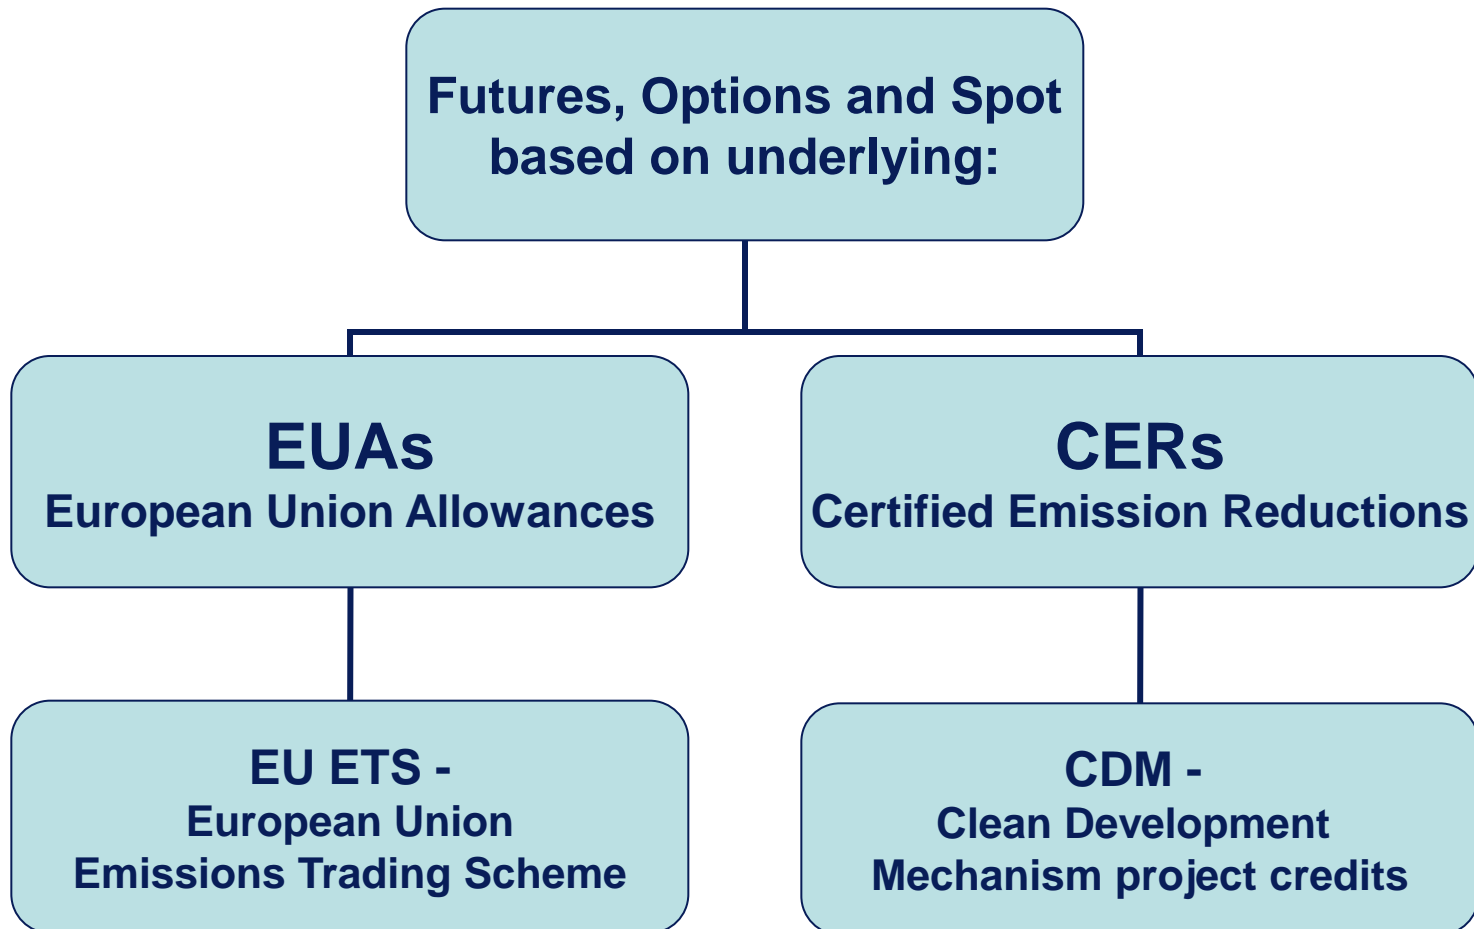 Futures, Options and Spot
based on underlying:
EUAs
European Union Allowances
CERs
Certified Emission Reductions
EU ETS -
European Union
Emissions Trading Scheme
CDM -
Clean Development
Mechanism project credits